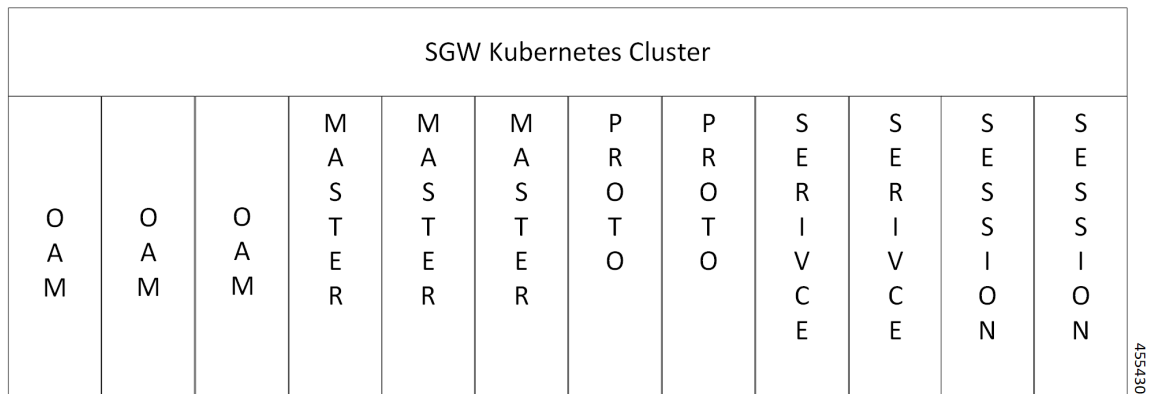 SGW Kubernetes Cluster
OAM
OAM
OAM
MASTER
MASTER
MASTER
PROTO
PROTO
SERIVCE
SERIVCE
SESSION
SESSION
455430